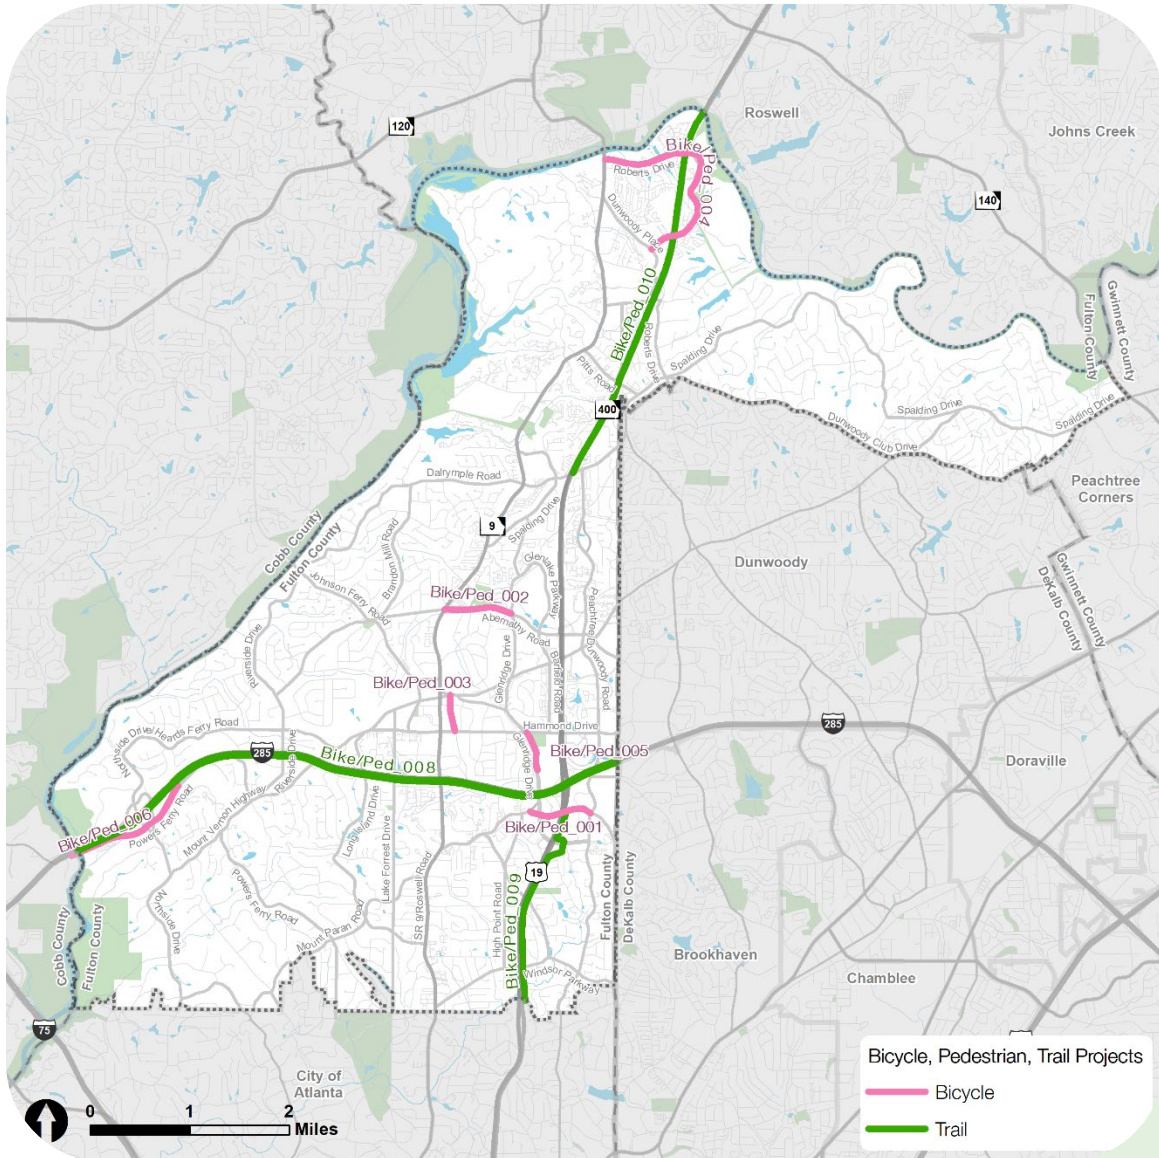 Roswell
Johns Creek
120
140
Bike/Ped_004
Roberts Drive
Dunwoody Place
Bike/Ped_010
Roberts Drive
Spalding Drive
Pitts Road
400
Fulton County
Gwinnett County
Spalding Drive
Spalding Drive
Dunwoody Club Drive
Peachtree
Corners
Dalrymple Road
9
Spalding Drive
Brandon Mill Road
Cobb County
Fulton County
Johnson Ferry Road
Glenlake Parkway
Dunwoody
Gwinnett County
DeKalb County
Bike/Ped_002
Abernathy Road
Peachtree Dunwoody Road
Riverside Drive
Glenridge Drive
Barfield Road
Bike/Ped_003
Hammond Drive
Northside Drive/Heards Ferry Road
285
285
Riverside Drive
Bike/Ped_008
Glenridge Drive
Bike/Ped_005
Doraville
Bike/Ped_006
Powers Ferry Road
Mount Vernon Highway
Long Island Drive
Lake Forrest Drive
Bike/Ped_001
19
SR 9/Roswell Road
High Point Road
Bike/Ped_009
Fulton County
DeKalb County
Powers Ferry Road
Northside Drive
Mount Paran Road
Windsor Parkway
Cobb County
Fulton County
Brookhaven
Chamblee
75
City of
Atlanta
0 1 2
Miles
Bicycle, Pedestrian, Trail Projects
Bicycle
Trail